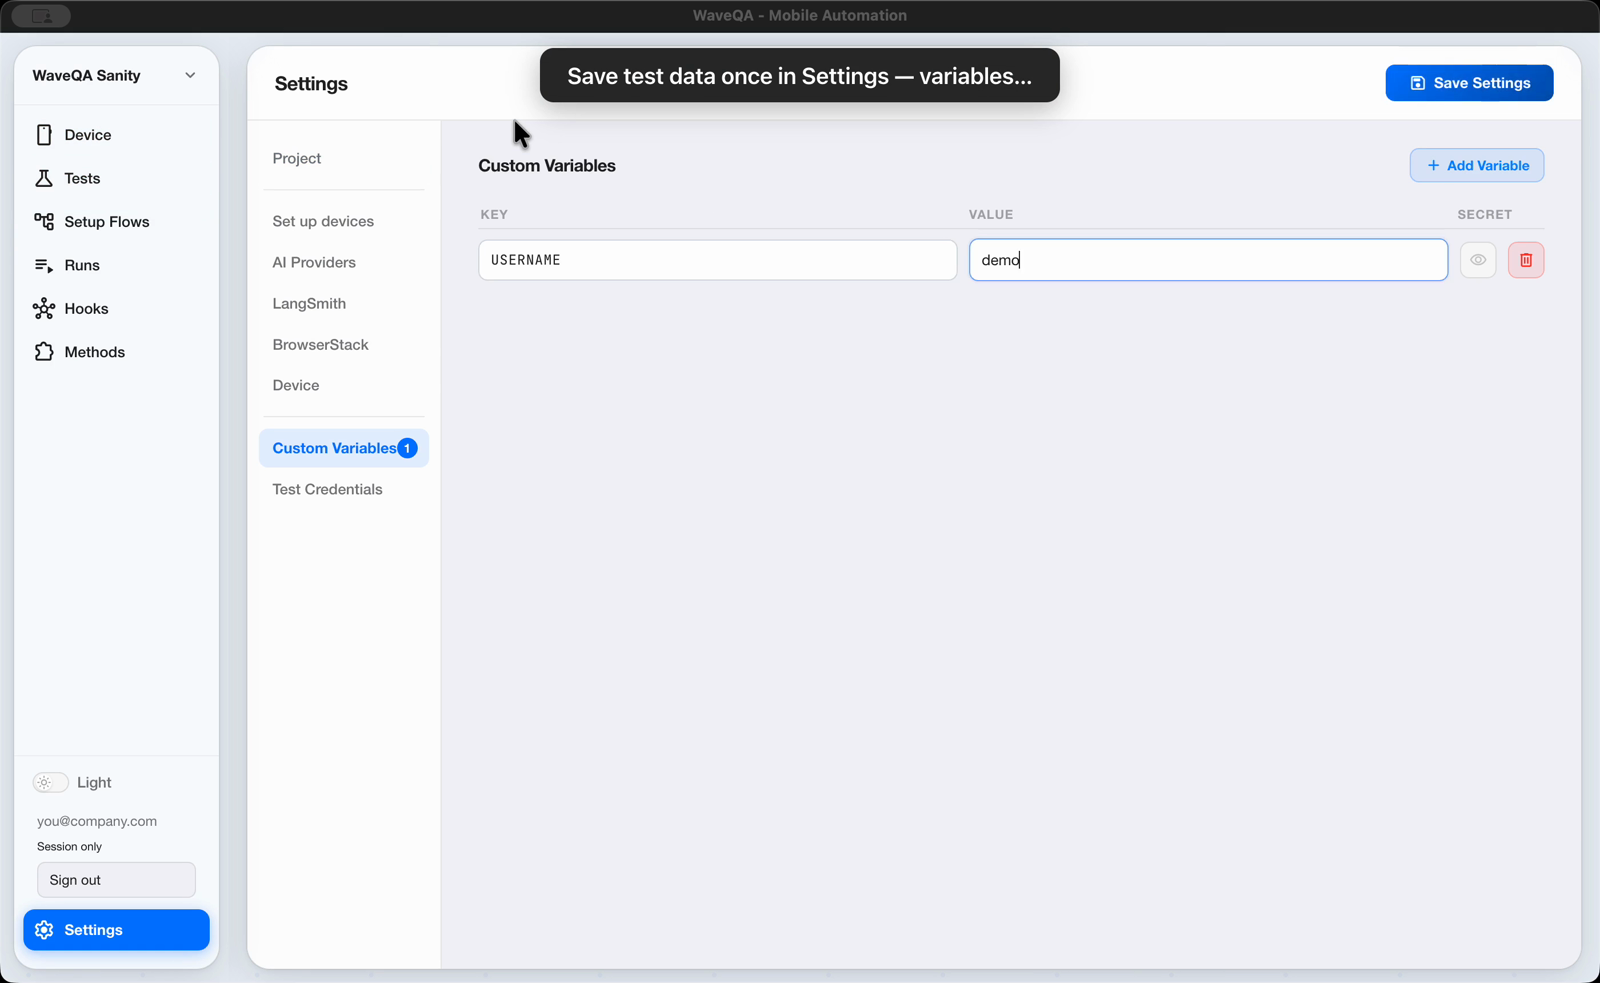 WaveQA - Mobile Automation
WaveQA Sanity
Device
Tests
Setup Flows
Runs
Hooks
Methods
Light
you@company.com
Session only
Sign out
Settings
Settings
Save test data once in Settings — variables...
Save Settings
Project
Set up devices
AI Providers
LangSmith
BrowserStack
Device
Custom Variables 1
Test Credentials
Custom Variables
+ Add Variable
KEY VALUE SECRET
USERNAME demo